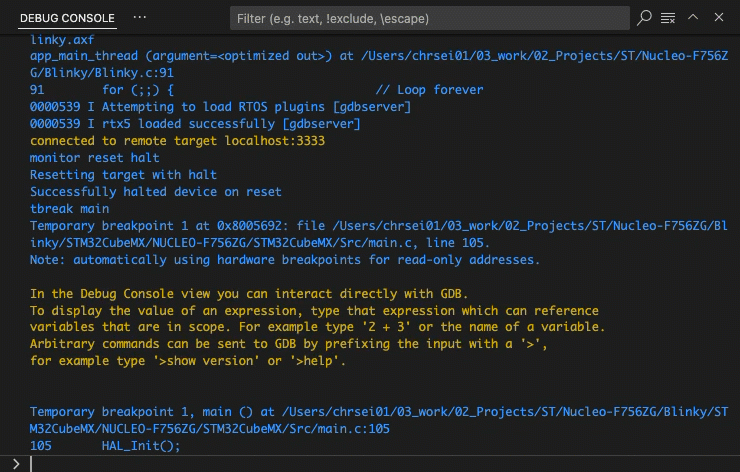 DEBUG CONSOLE ··· Filter (e.g. text, !exclude, \escape)
linky.axf
app_main_thread (argument=<optimized out>) at /Users/chrsei01/03_work/02_Projects/ST/Nucleo-F756Z
G/Blinky/Blinky.c:91
91 for (;;) { // Loop forever
0000539 I Attempting to load RTOS plugins [gdbserver]
0000539 I rtx5 loaded successfully [gdbserver]
connected to remote target localhost:3333
monitor reset halt
Resetting target with halt
Successfully halted device on reset
tbreak main
Temporary breakpoint 1 at 0x8005692: file /Users/chrsei01/03_work/02_Projects/ST/Nucleo-F756ZG/Bl
inky/STM32CubeMX/NUCLEO-F756ZG/STM32CubeMX/Src/main.c, line 105.
Note: automatically using hardware breakpoints for read-only addresses.
In the Debug Console view you can interact directly with GDB.
To display the value of an expression, type that expression which can reference
variables that are in scope. For example type '2 + 3' or the name of a variable.
Arbitrary commands can be sent to GDB by prefixing the input with a '>',
for example type '>show version' or '>help'.
Temporary breakpoint 1, main () at /Users/chrsei01/03_work/02_Projects/ST/Nucleo-F756ZG/Blinky/ST
M32CubeMX/NUCLEO-F756ZG/STM32CubeMX/Src/main.c:105
105 HAL_Init();